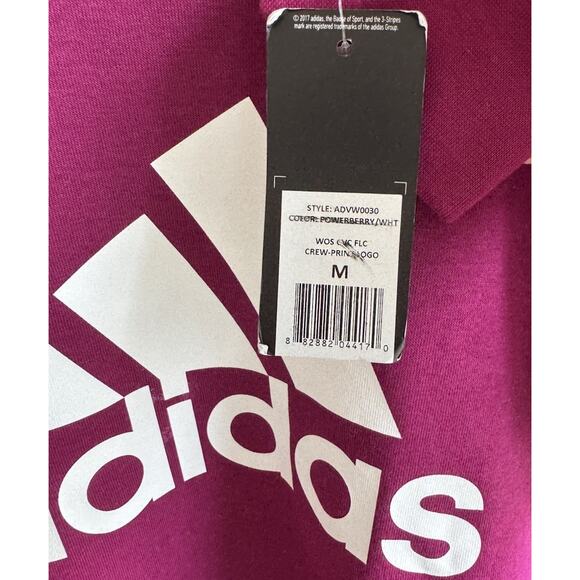 © 2017 adidas, the Badge of Sport, and the 3-Stripes
mark are registered trademarks of the adidas Group.
STYLE: ADVW0030
COLOR: POWERBERRY/WHT
WOS CVC FLC
CREW-PRINT LOGO
M
8 82882 04417 0
adidas